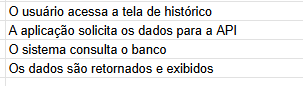 O usuário acessa a tela de histórico
A aplicação solicita os dados para a API
O sistema consulta o banco
Os dados são retornados e exibidos